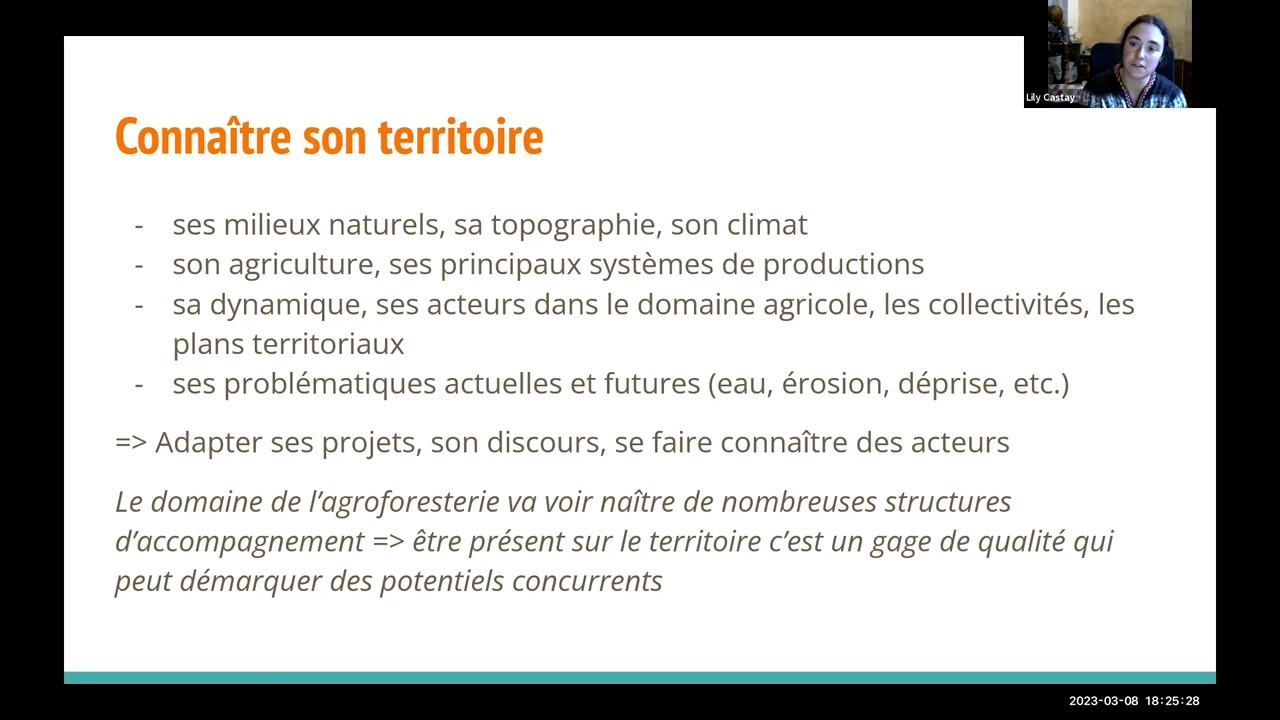 Lily Castay
Connaître son territoire
- ses milieux naturels, sa topographie, son climat
- son agriculture, ses principaux systèmes de productions
- sa dynamique, ses acteurs dans le domaine agricole, les collectivités, les
plans territoriaux
- ses problématiques actuelles et futures (eau, érosion, déprise, etc.)
=> Adapter ses projets, son discours, se faire connaître des acteurs
Le domaine de l’agroforesterie va voir naître de nombreuses structures
d’accompagnement => être présent sur le territoire c’est un gage de qualité qui
peut démarquer des potentiels concurrents
2023-03-08 18:25:28